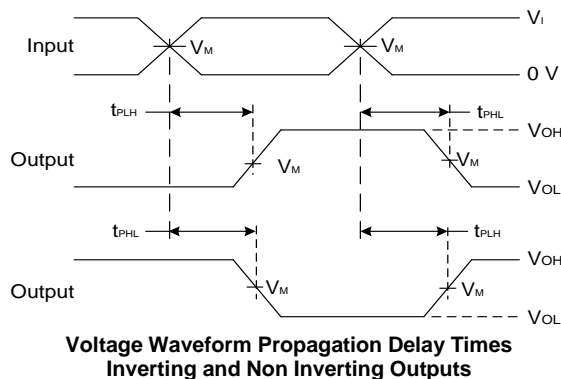 VI
Input
VM
VM
0 V
tPLH
tPHL
VOH
Output
VM
VM
VOL
tPHL
tPLH
VOH
Output
VM
VM
VOL
Voltage Waveform Propagation Delay Times
Inverting and Non Inverting Outputs